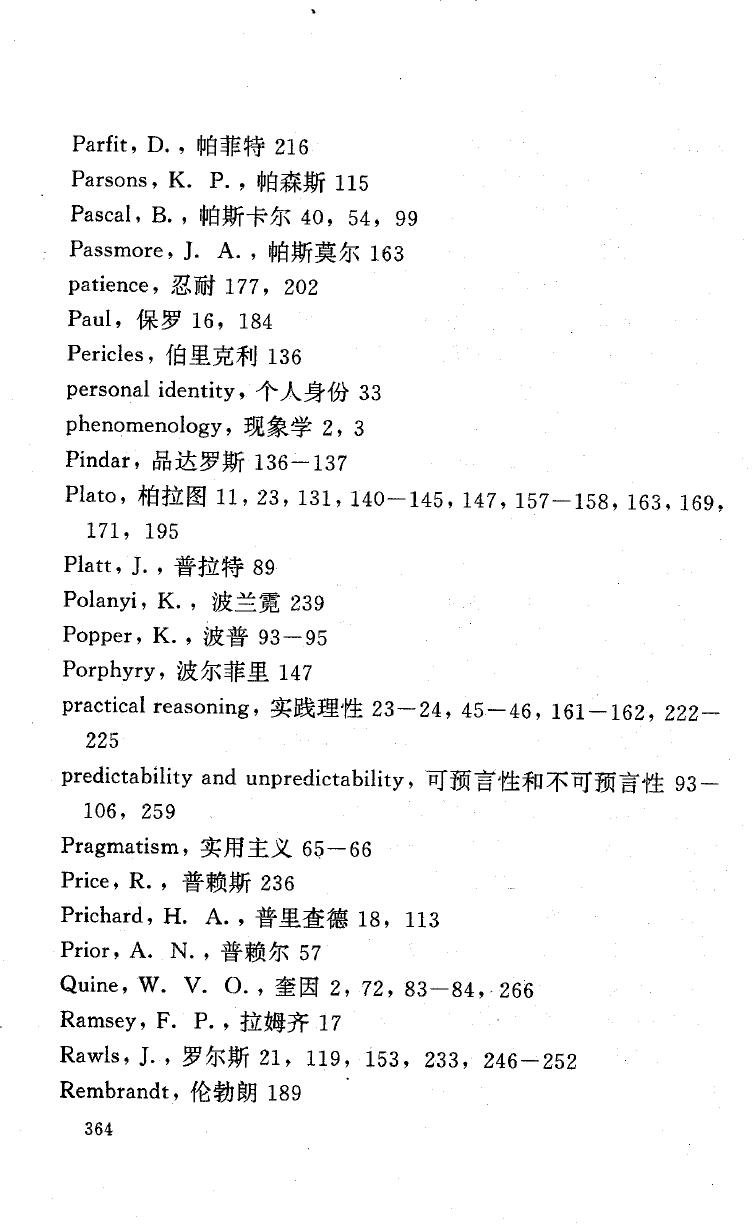 Parfit, D. , 帕菲特 216
Parsons, K. P. , 帕森斯 115
Pascal, B. , 帕斯卡尔 40, 54, 99
Passmore, J. A. , 帕斯莫尔 163
patience, 忍耐 177, 202
Paul, 保罗 16, 184
Pericles, 伯里克利 136
personal identity, 个人身份 33
phenomenology, 现象学 2, 3
Pindar, 品达罗斯 136—137
Plato, 柏拉图 11, 23, 131, 140—145, 147, 157—158, 163, 169,
171, 195
Platt, J. , 普拉特 89
Polanyi, K. , 波兰霓 239
Popper, K. , 波普 93—95
Porphyry, 波尔菲里 147
practical reasoning, 实践理性 23—24, 45—46, 161—162, 222—
225
predictability and unpredictability, 可预言性和不可预言性 93—
106, 259
Pragmatism, 实用主义 65—66
Price, R. , 普赖斯 236
Prichard, H. A. , 普里查德 18, 113
Prior, A. N. , 普赖尔 57
Quine, W. V. O. , 奎因 2, 72, 83—84, 266
Ramsey, F. P. , 拉姆齐 17
Rawls, J. , 罗尔斯 21, 119, 153, 233, 246—252
Rembrandt, 伦勃朗 189
364